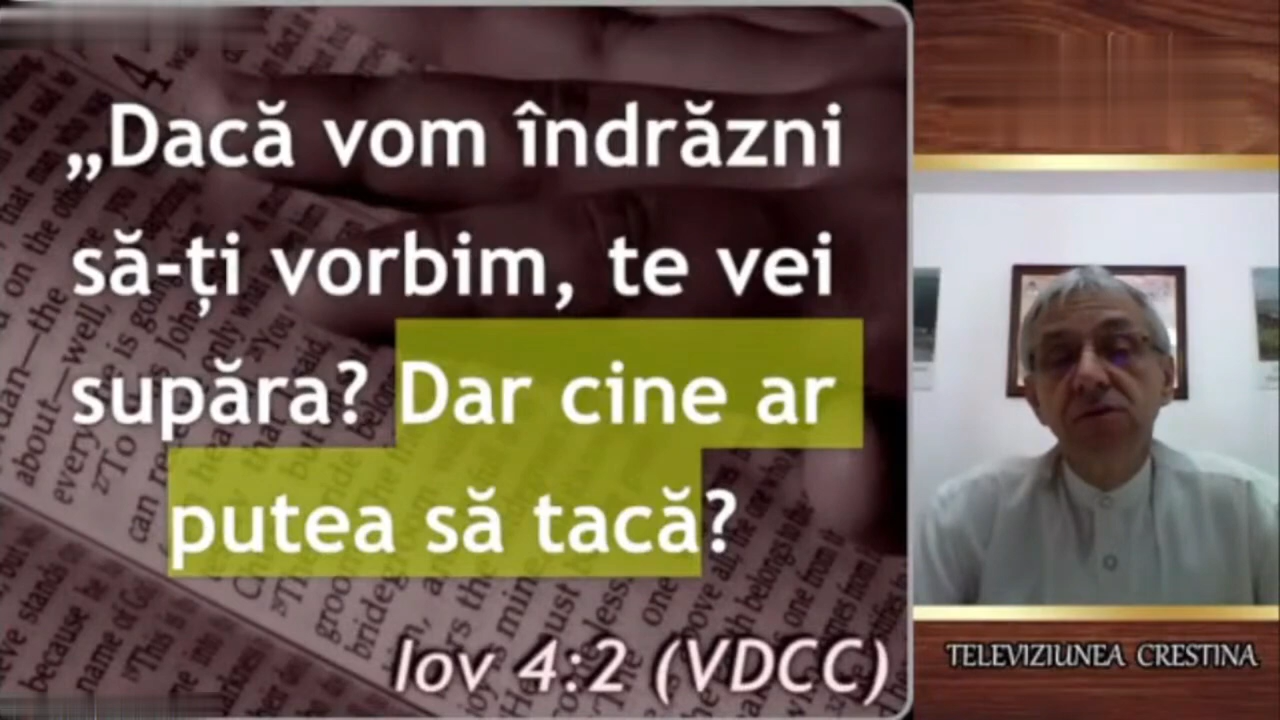 „Dacă vom îndrăzni
să-ți vorbim, te vei
supăra? Dar cine ar
putea să tacă?
Iov 4:2 (VDCC)
TELEVIZIUNEA CRESTINA